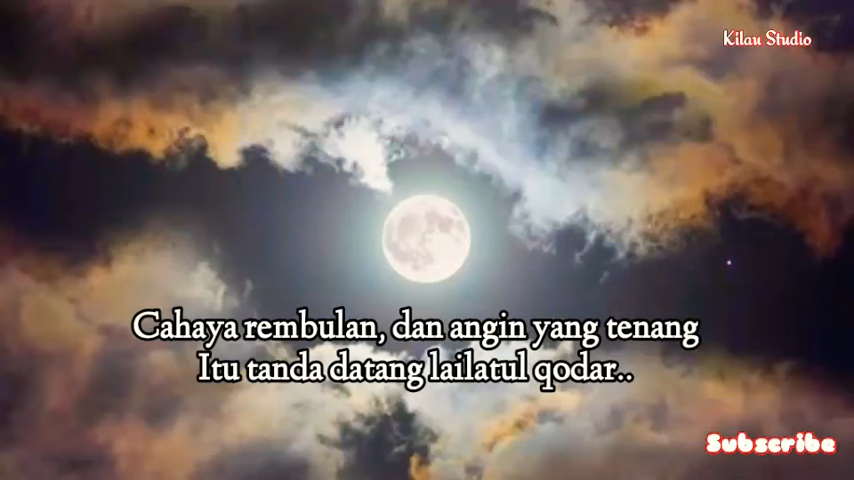 Kilau Studio
Cahaya rembulan, dan angin yang tenang
Itu tanda datang lailatul qodar..
Subscribe